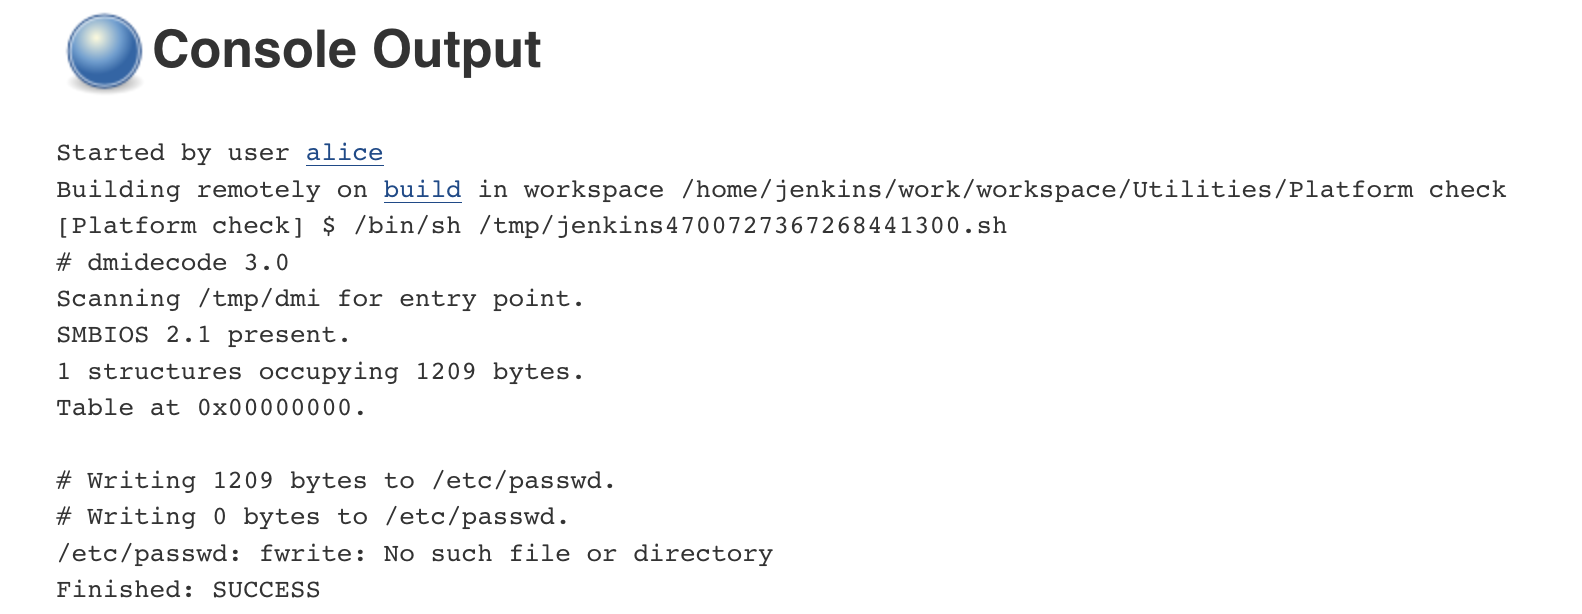 Console Output
Started by user alice
Building remotely on build in workspace /home/jenkins/work/workspace/Utilities/Platform check
[Platform check] $ /bin/sh /tmp/jenkins4700727367268441300.sh
# dmidecode 3.0
Scanning /tmp/dmi for entry point.
SMBIOS 2.1 present.
1 structures occupying 1209 bytes.
Table at 0x00000000.
# Writing 1209 bytes to /etc/passwd.
# Writing 0 bytes to /etc/passwd.
/etc/passwd: fwrite: No such file or directory
Finished: SUCCESS